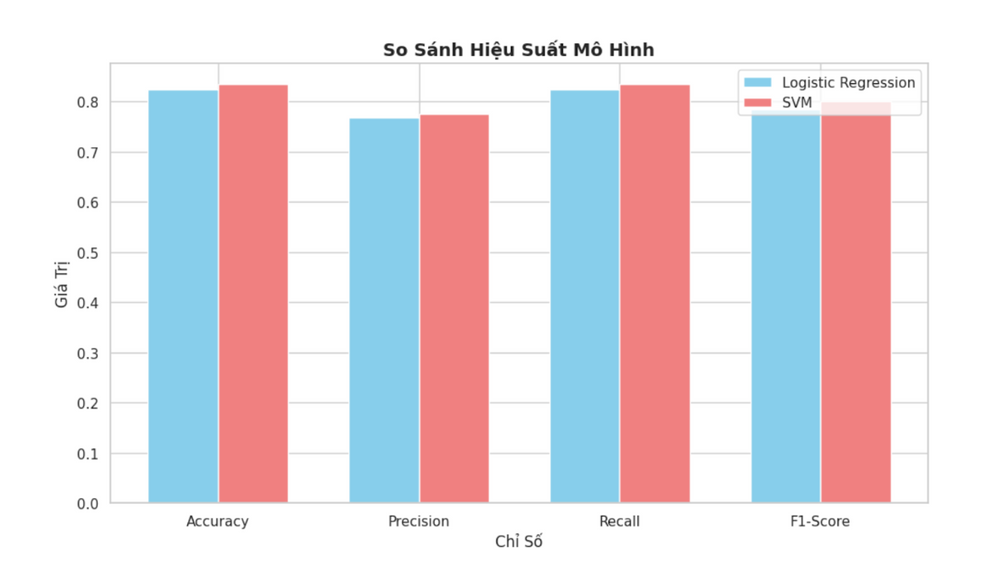 So Sánh Hiệu Suất Mô Hình
Logistic Regression
SVM
Giá Trị
0.8
0.7
0.6
0.5
0.4
0.3
0.2
0.1
0.0
Accuracy
Precision
Recall
F1-Score
Chỉ Số